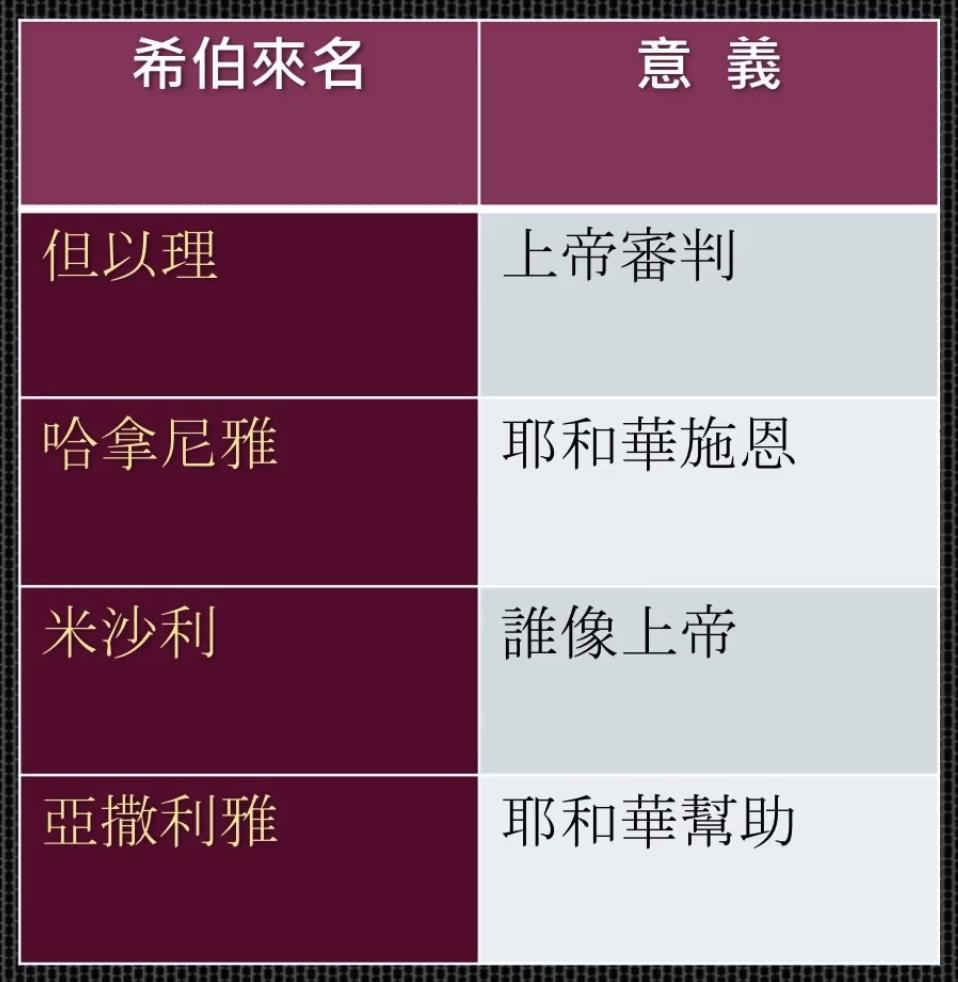 希伯來名 意 義
但以理 上帝審判
哈拿尼雅 耶和華施恩
米沙利 誰像上帝
亞撒利雅 耶和華幫助